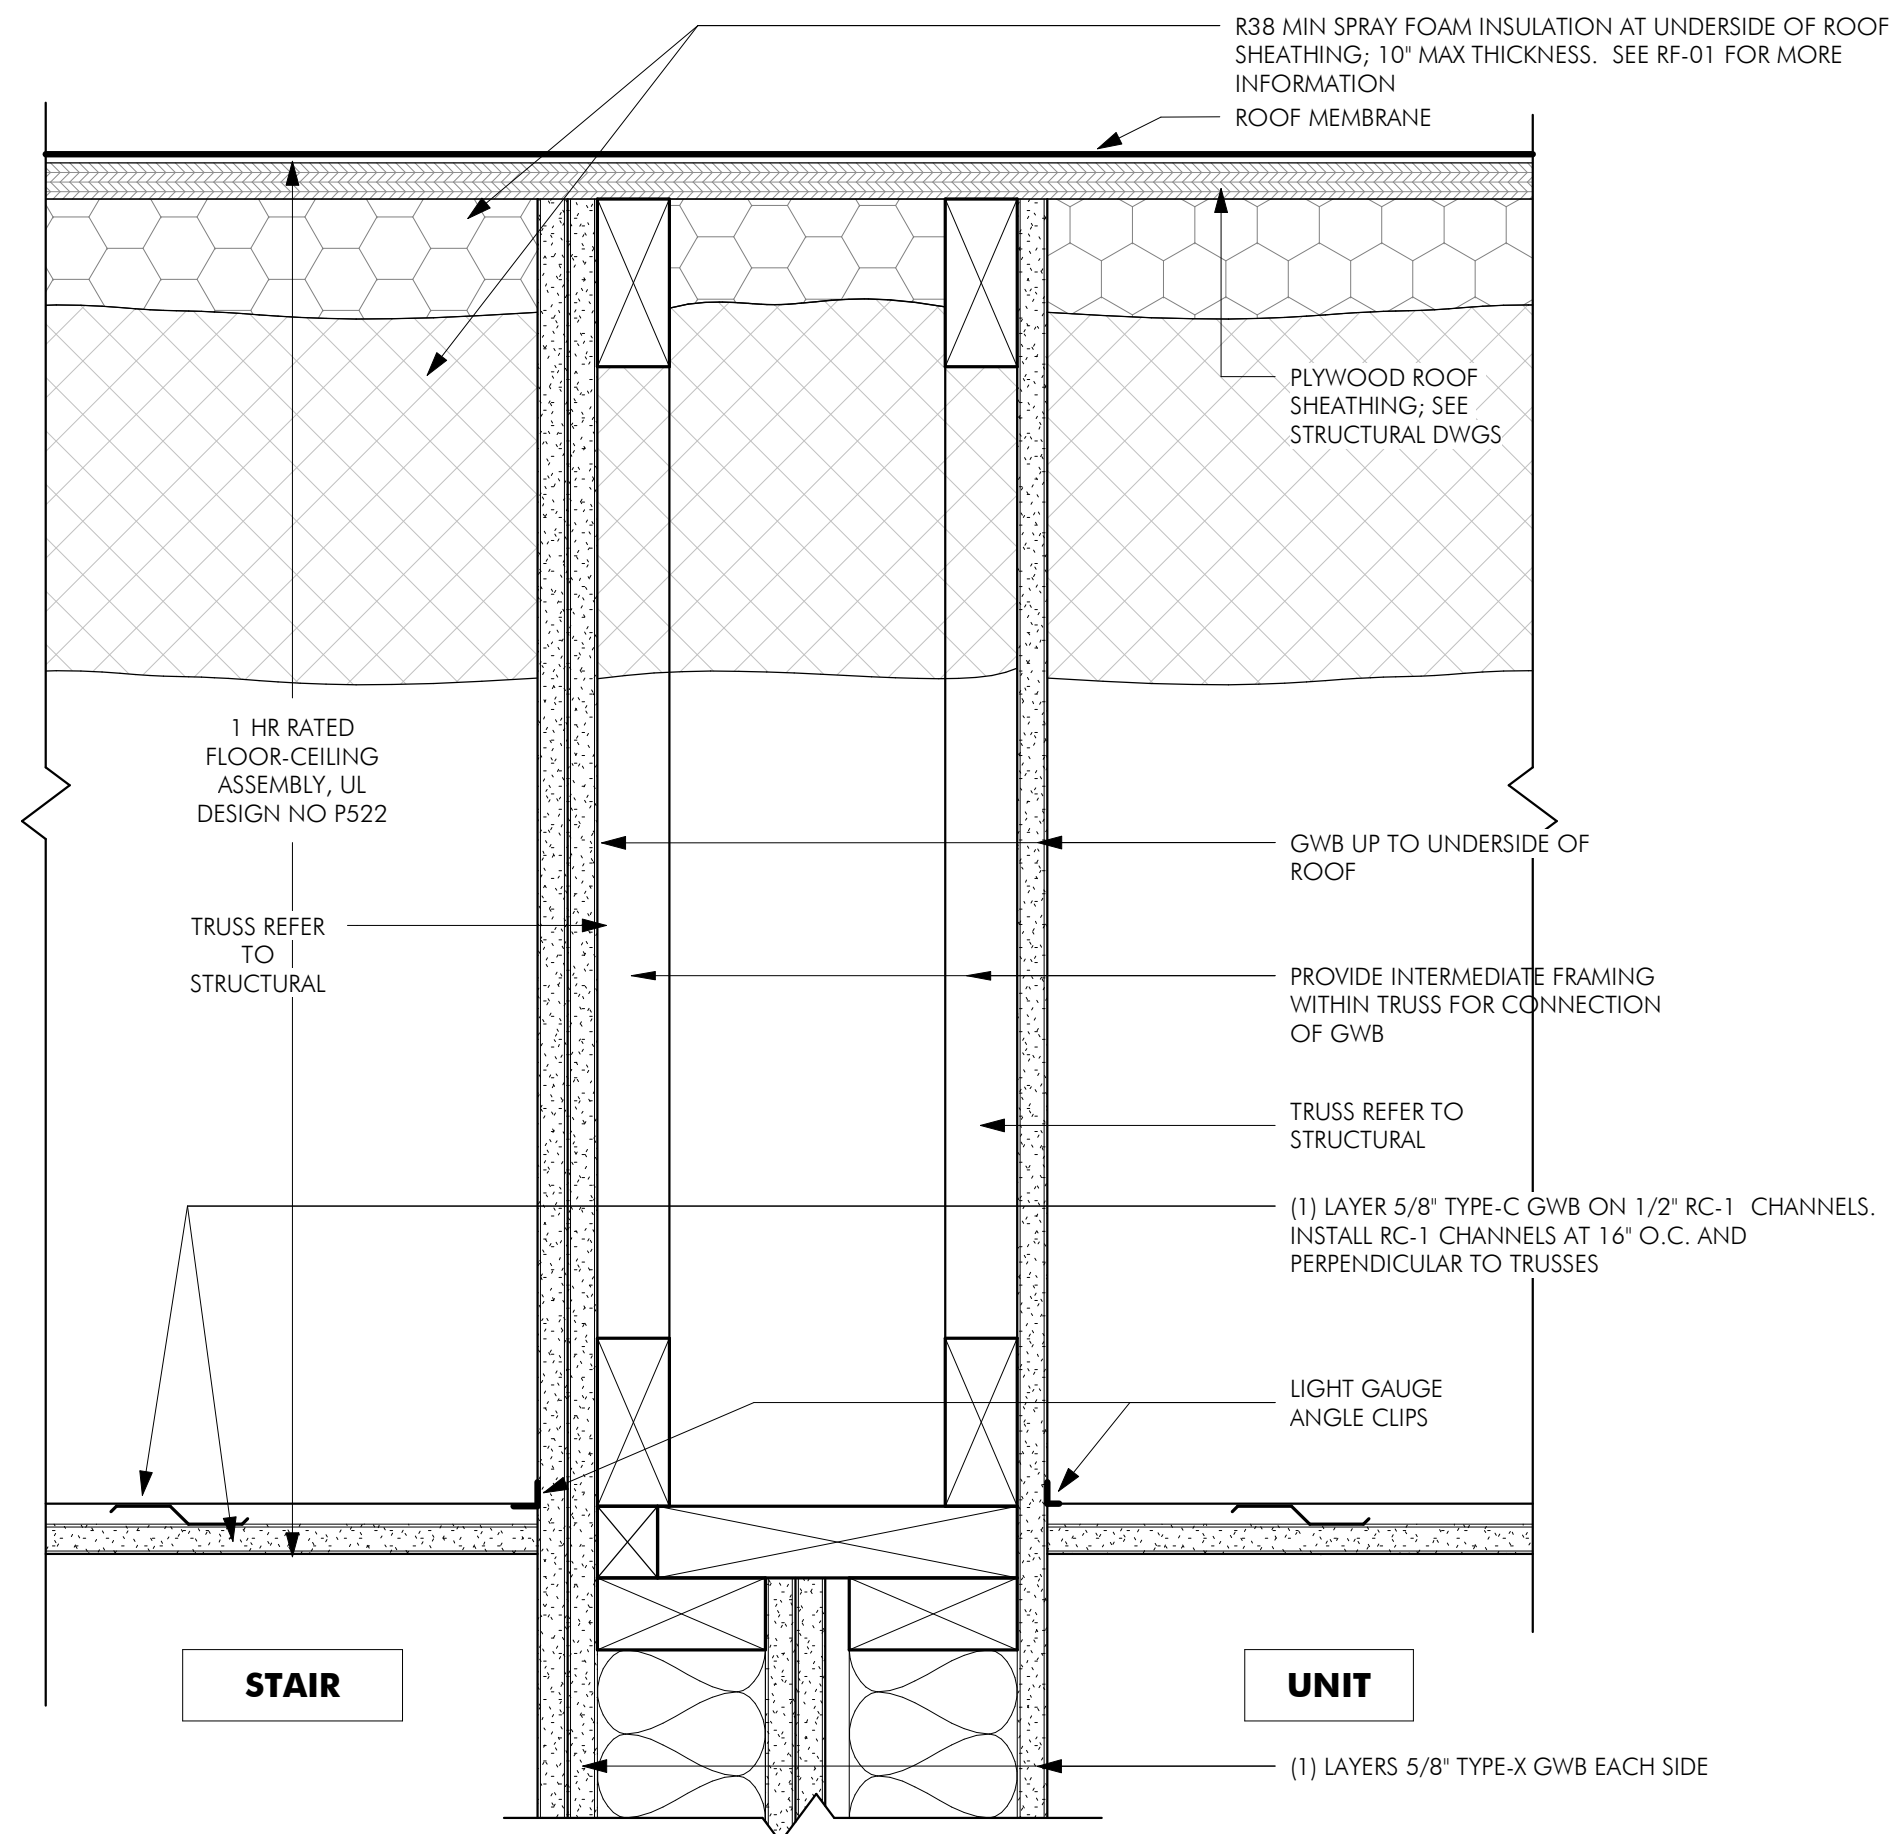 R38 MIN SPRAY FOAM INSULATION AT UNDERSIDE OF ROOF
SHEATHING; 10" MAX THICKNESS. SEE RF-01 FOR MORE
INFORMATION
ROOF MEMBRANE
PLYWOOD ROOF
SHEATHING; SEE
STRUCTURAL DWGS
1 HR RATED
FLOOR-CEILING
ASSEMBLY, UL
DESIGN NO P522
GWB UP TO UNDERSIDE OF
ROOF
TRUSS REFER
TO
STRUCTURAL
PROVIDE INTERMEDIATE FRAMING
WITHIN TRUSS FOR CONNECTION
OF GWB
TRUSS REFER TO
STRUCTURAL
(1) LAYER 5/8" TYPE-C GWB ON 1/2" RC-1 CHANNELS.
INSTALL RC-1 CHANNELS AT 16" O.C. AND
PERPENDICULAR TO TRUSSES
LIGHT GAUGE
ANGLE CLIPS
STAIR
UNIT
(1) LAYERS 5/8" TYPE-X GWB EACH SIDE